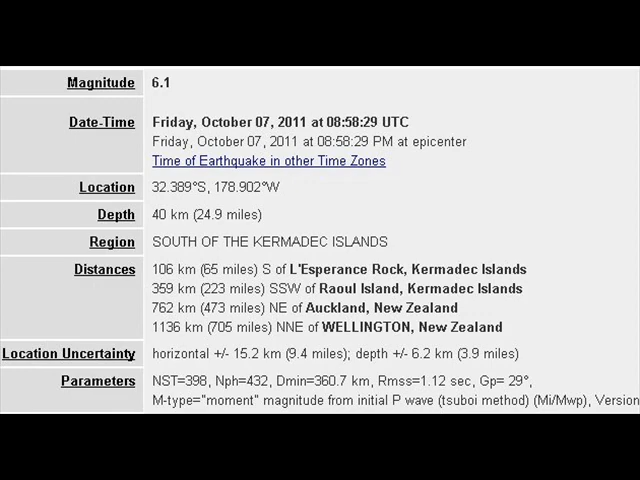 Magnitude 6.1
Date-Time Friday, October 07, 2011 at 08:58:29 UTC
Friday, October 07, 2011 at 08:58:29 PM at epicenter
Time of Earthquake in other Time Zones
Location 32.389°S, 178.902°W
Depth 40 km (24.9 miles)
Region SOUTH OF THE KERMADEC ISLANDS
Distances 106 km (65 miles) S of L'Esperance Rock, Kermadec Islands
359 km (223 miles) SSW of Raoul Island, Kermadec Islands
762 km (473 miles) NE of Auckland, New Zealand
1136 km (705 miles) NNE of WELLINGTON, New Zealand
Location Uncertainty horizontal +/- 15.2 km (9.4 miles); depth +/- 6.2 km (3.9 miles)
Parameters NST=398, Nph=432, Dmin=360.7 km, Rmss=1.12 sec, Gp= 29°,
M-type="moment" magnitude from initial P wave (tsuboi method) (Mi/Mwp), Version